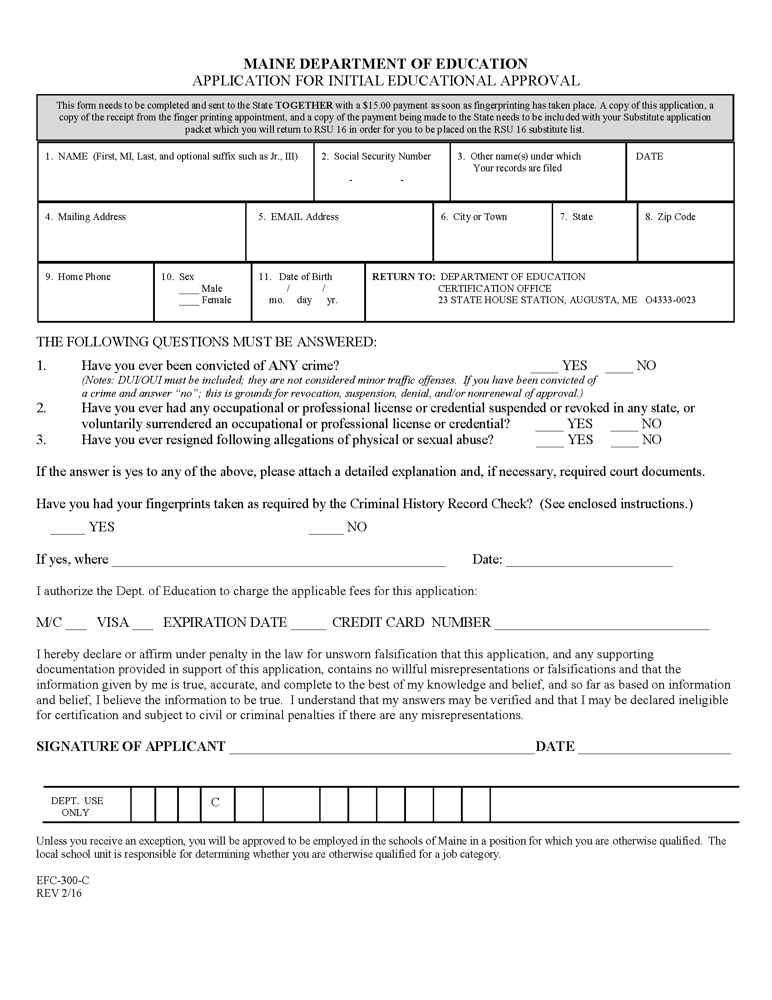 MAINE DEPARTMENT OF EDUCATION
APPLICATION FOR INITIAL EDUCATIONAL APPROVAL
This form needs to be completed and sent to the State TOGETHER with a $15.00 payment as soon as fingerprinting has taken place. A copy of this application, a
copy of the receipt from the finger printing appointment, and a copy of the payment being made to the State needs to be included with your Substitute application
packet which you will return to RSU 16 in order for you to be placed on the RSU 16 substitute list.
1. NAME (First, MI, Last, and optional suffix such as Jr., III)
2. Social Security Number
- -
3. Other name(s) under which
Your records are filed
DATE
4. Mailing Address
5. EMAIL Address
6. City or Town
7. State
8. Zip Code
9. Home Phone
10. Sex
____ Male
____ Female
11. Date of Birth
/ /
mo. day yr.
RETURN TO: DEPARTMENT OF EDUCATION
CERTIFICATION OFFICE
23 STATE HOUSE STATION, AUGUSTA, ME O4333-0023
THE FOLLOWING QUESTIONS MUST BE ANSWERED:
1. Have you ever been convicted of ANY crime? ____ YES ____ NO
(Notes: DUI/OUI must be included; they are not considered minor traffic offenses. If you have been convicted of
a crime and answer “no”; this is grounds for revocation, suspension, denial, and/or nonrenewal of approval.)
2. Have you ever had any occupational or professional license or credential suspended or revoked in any state, or
voluntarily surrendered an occupational or professional license or credential? ____ YES ____ NO
3. Have you ever resigned following allegations of physical or sexual abuse? ____ YES ____ NO
If the answer is yes to any of the above, please attach a detailed explanation and, if necessary, required court documents.
Have you had your fingerprints taken as required by the Criminal History Record Check? (See enclosed instructions.)
_____ YES _____ NO
If yes, where ________________________________________________ Date: ________________________
I authorize the Dept. of Education to charge the applicable fees for this application:
M/C ___ VISA ___ EXPIRATION DATE _____ CREDIT CARD NUMBER _______________________________
I hereby declare or affirm under penalty in the law for unsworn falsification that this application, and any supporting
documentation provided in support of this application, contains no willful misrepresentations or falsifications and that the
information given by me is true, accurate, and complete to the best of my knowledge and belief, and so far as based on information
and belief, I believe the information to be true. I understand that my answers may be verified and that I may be declared ineligible
for certification and subject to civil or criminal penalties if there are any misrepresentations.
SIGNATURE OF APPLICANT ____________________________________________DATE ______________________
DEPT. USE
ONLY
C
Unless you receive an exception, you will be approved to be employed in the schools of Maine in a position for which you are otherwise qualified. The
local school unit is responsible for determining whether you are otherwise qualified for a job category.
EFC-300-C
REV 2/16